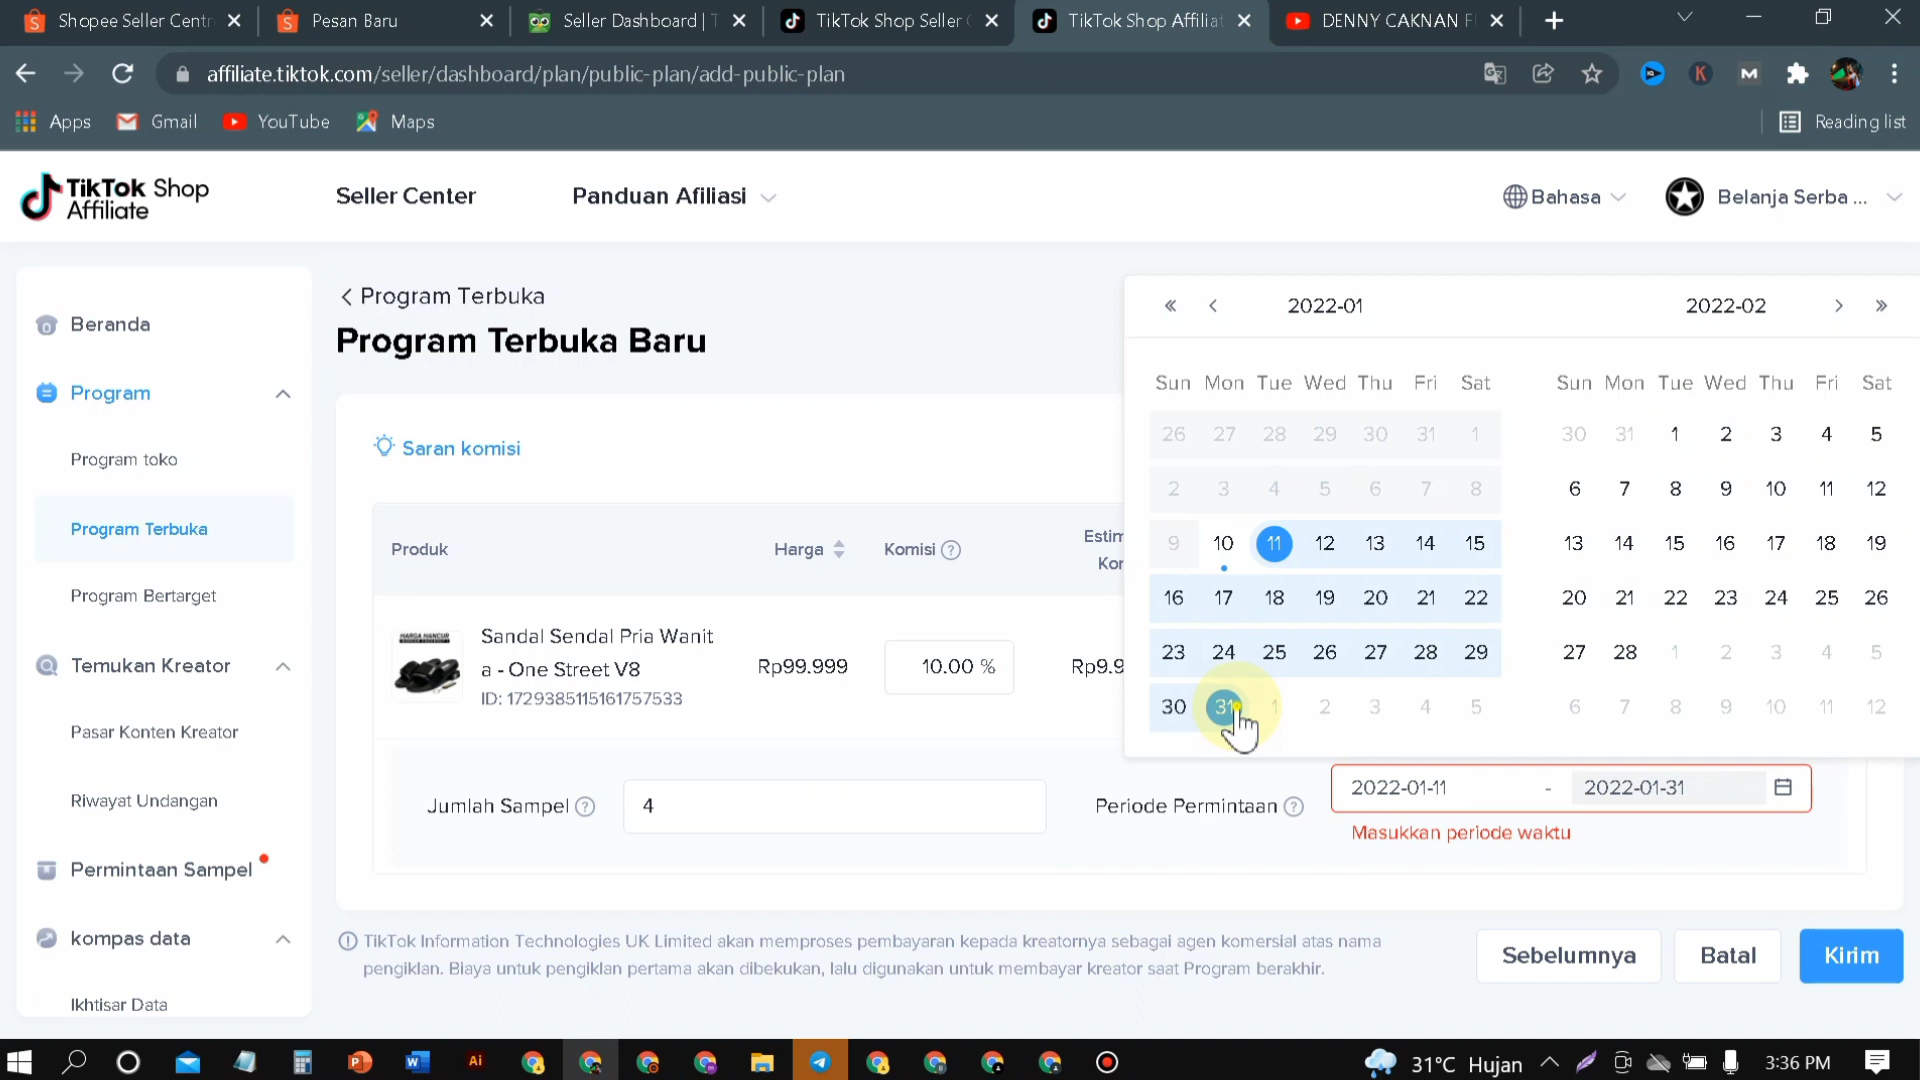 Shopee Seller Centr
Pesan Baru
Seller Dashboard | T
TikTok Shop Seller C
TikTok Shop Affiliat
DENNY CAKNAN F
affiliate.tiktok.com/seller/dashboard/plan/public-plan/add-public-plan
Apps
Gmail
YouTube
Maps
Reading list
TikTok Shop
Affiliate
Seller Center
Panduan Afiliasi
Bahasa
Belanja Serba ...
Beranda
Program
Program toko
Program Terbuka
Program Bertarget
Temukan Kreator
Pasar Konten Kreator
Riwayat Undangan
Permintaan Sampel
kompas data
Ikhtisar Data
Program Terbuka
Program Terbuka Baru
Saran komisi
Produk
Harga
Komisi
Estim
Kor
HARGA HANCUR
Sandal Sendal Pria Wanit
a - One Street V8
ID: 1729385115161757533
Rp99.999
10.00 %
Rp9.9
2022-01
Sun Mon Tue Wed Thu Fri Sat
26 27 28 29 30 31 1
2 3 4 5 6 7 8
9 10 11 12 13 14 15
16 17 18 19 20 21 22
23 24 25 26 27 28 29
30 31 1 2 3 4 5
2022-02
Sun Mon Tue Wed Thu Fri Sat
30 31 1 2 3 4 5
6 7 8 9 10 11 12
13 14 15 16 17 18 19
20 21 22 23 24 25 26
27 28 1 2 3 4 5
6 7 8 9 10 11 12
Jumlah Sampel
4
Periode Permintaan
2022-01-11 - 2022-01-31
Masukkan periode waktu
TikTok Information Technologies UK Limited akan memproses pembayaran kepada kreatornya sebagai agen komersial atas nama
pengiklan. Biaya untuk pengiklan pertama akan dibekukan, lalu digunakan untuk membayar kreator saat Program berakhir.
Sebelumnya
Batal
Kirim
31°C Hujan
3:36 PM